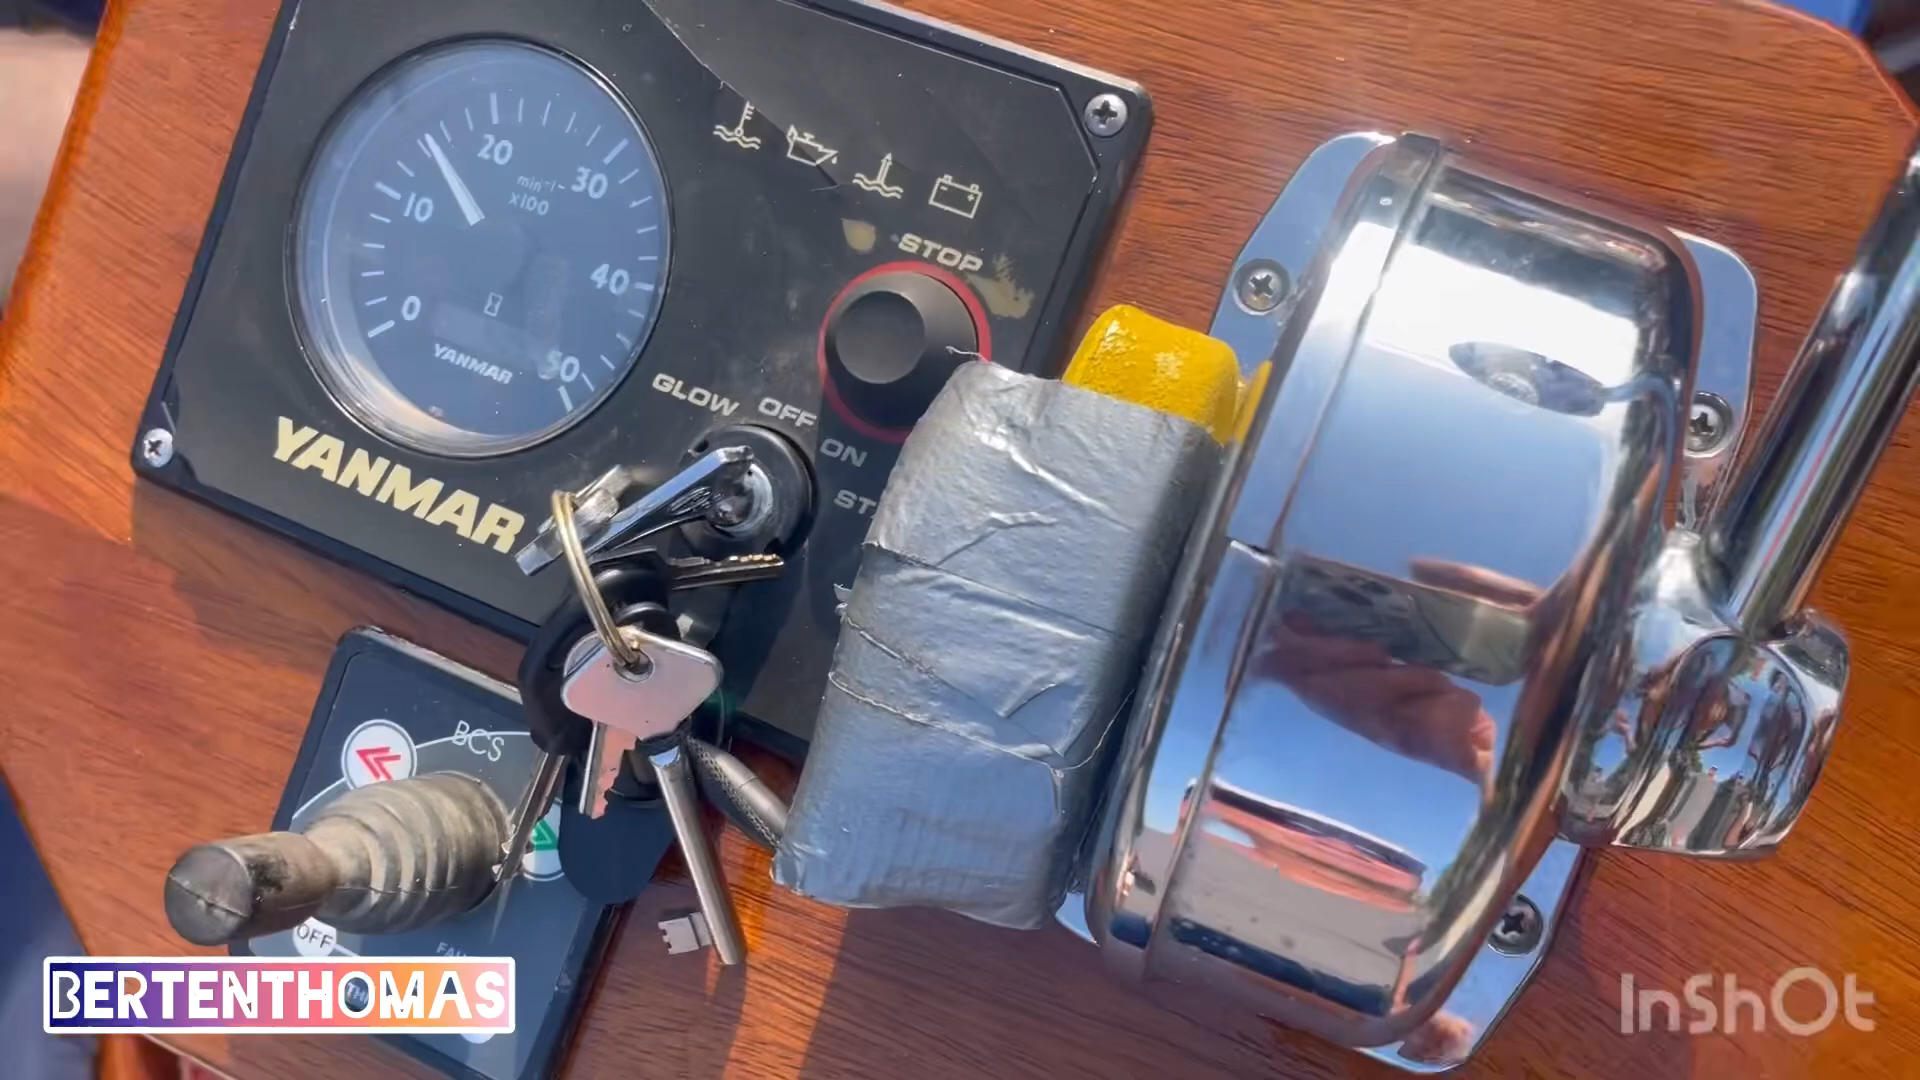 20
30
min⁻¹
x100
10
40
0
YANMAR
50
STOP
GLOW
OFF
ON
YANMAR
BCS
OFF
BERTENTHOMAS
InShOt